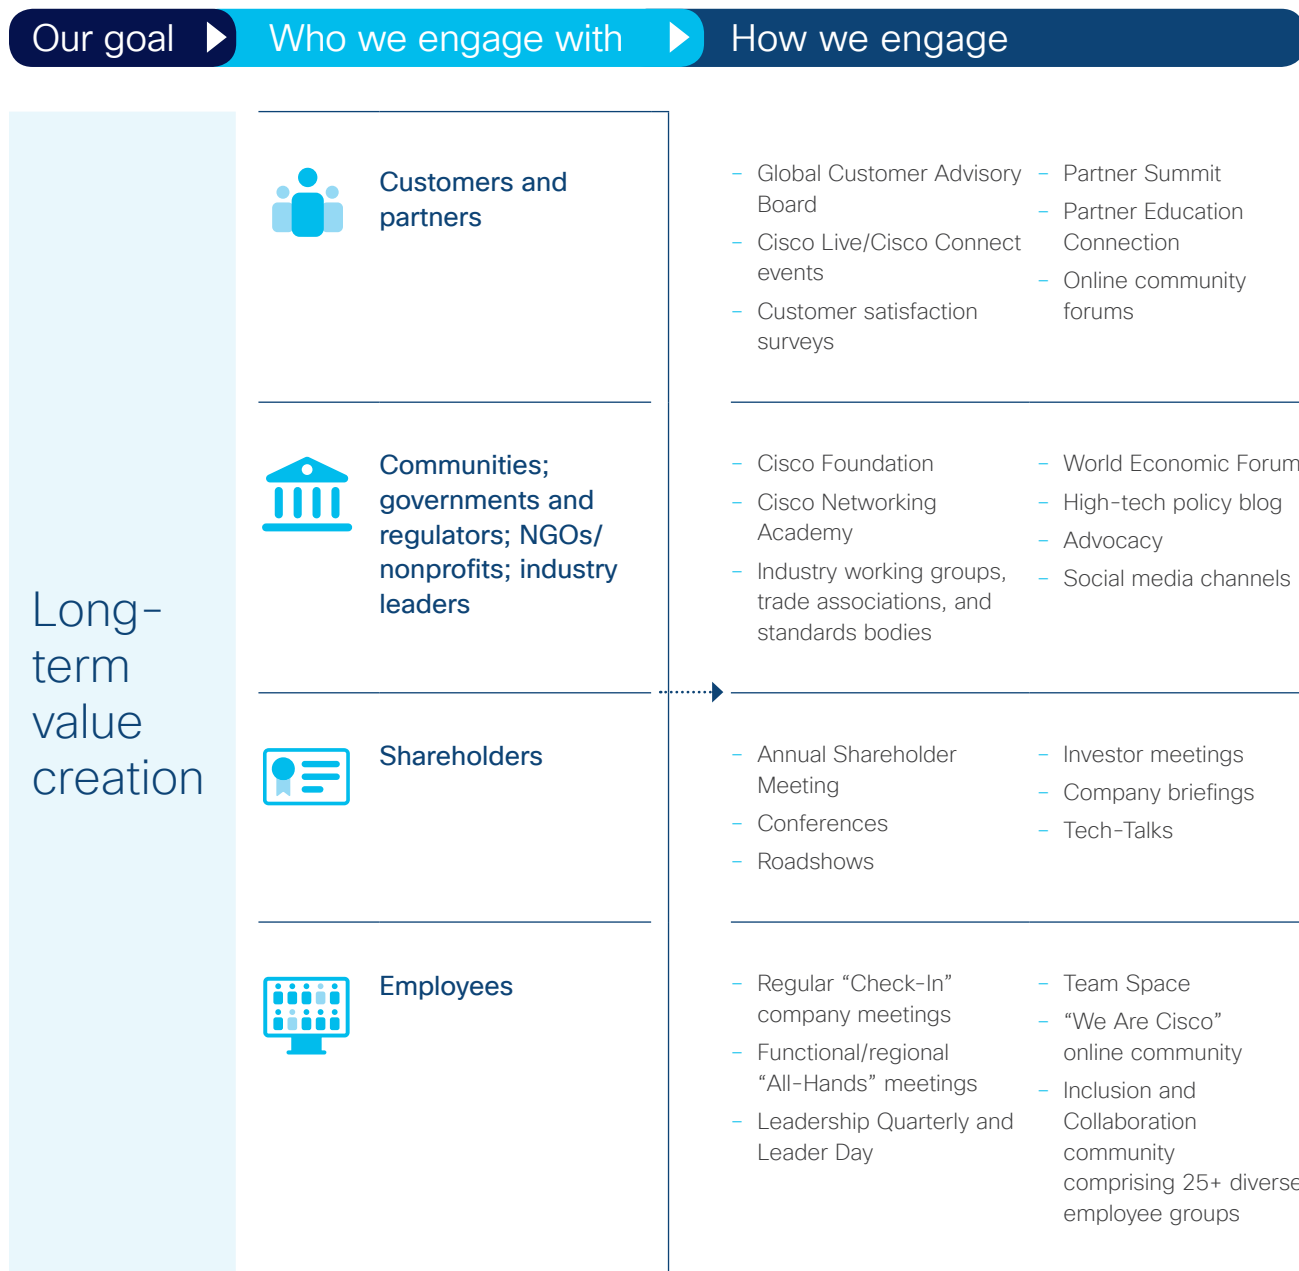 Our goal
Who we engage with
How we engage
Long-
term
value
creation
Customers and
partners
– Global Customer Advisory
Board
– Cisco Live/Cisco Connect
events
– Customer satisfaction
surveys
– Partner Summit
– Partner Education
Connection
– Online community
forums
Communities;
governments and
regulators; NGOs/
nonprofits; industry
leaders
– Cisco Foundation
– Cisco Networking
Academy
– Industry working groups,
trade associations, and
standards bodies
– World Economic Forum
– High-tech policy blog
– Advocacy
– Social media channels
Shareholders
– Annual Shareholder
Meeting
– Conferences
– Roadshows
– Investor meetings
– Company briefings
– Tech-Talks
Employees
– Regular “Check-In”
company meetings
– Functional/regional
“All-Hands” meetings
– Leadership Quarterly and
Leader Day
– Team Space
– “We Are Cisco”
online community
– Inclusion and
Collaboration
community
comprising 25+ diverse
employee groups